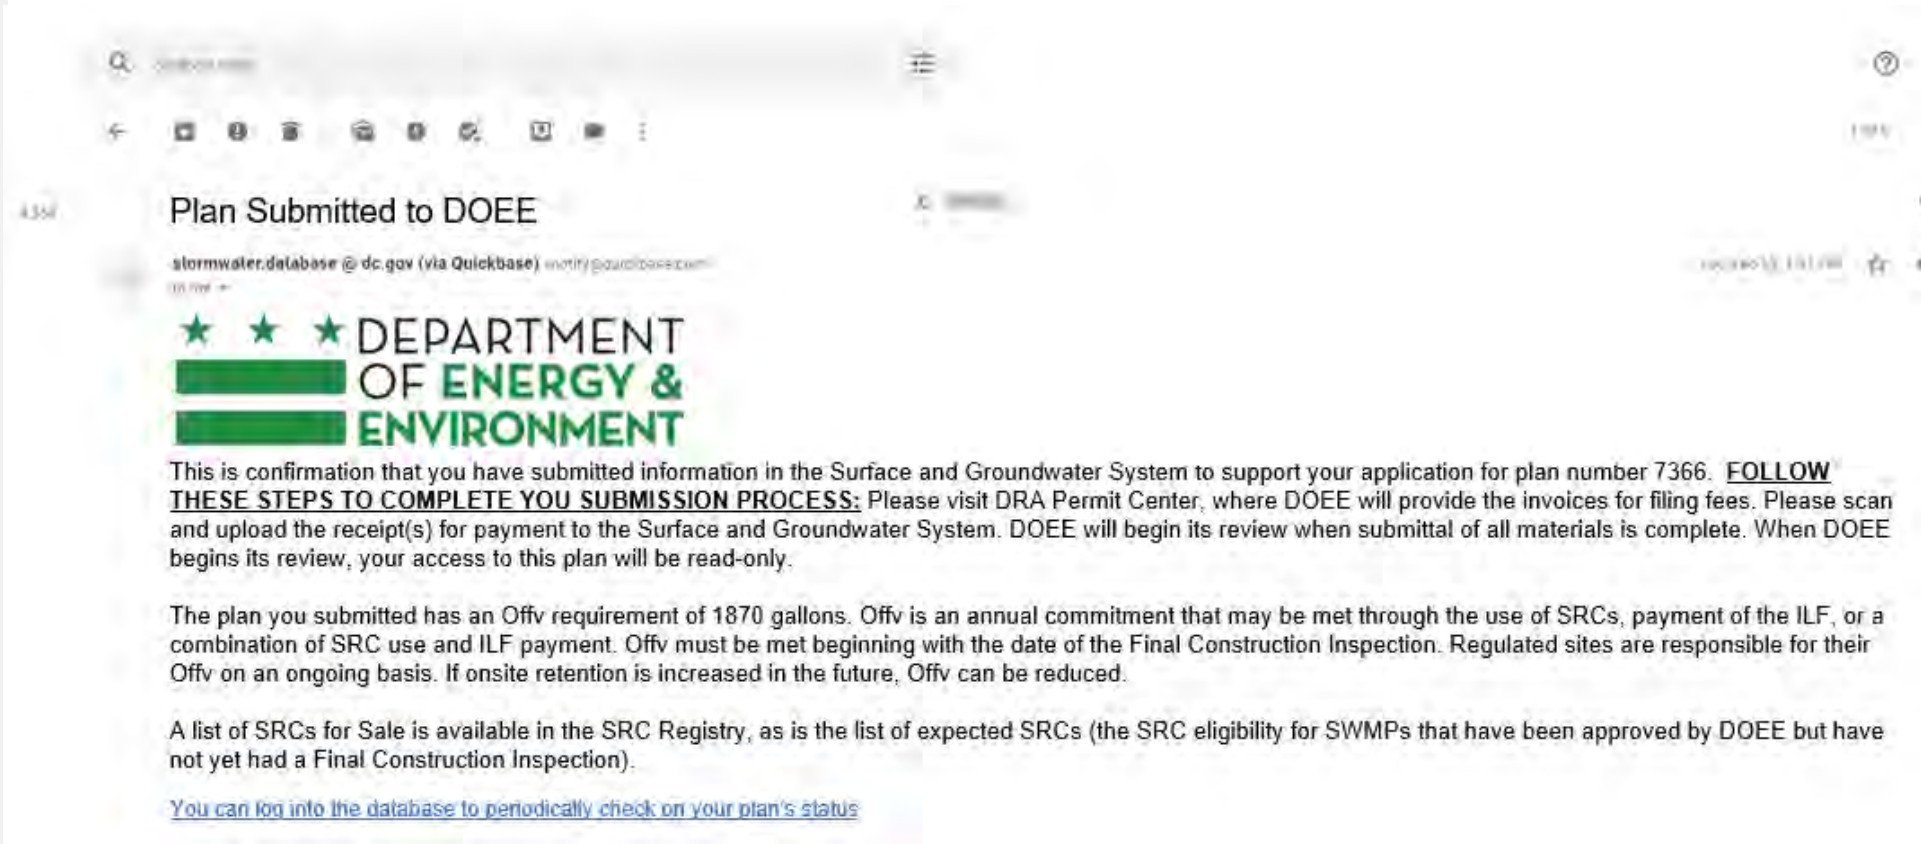 Plan Submitted to DOEE
stormwater.database @ dc.gov (via Quickbase)
to me
DEPARTMENT
OF ENERGY &
ENVIRONMENT
This is confirmation that you have submitted information in the Surface and Groundwater System to support your application for plan number 7366. FOLLOW
THESE STEPS TO COMPLETE YOU SUBMISSION PROCESS: Please visit DRA Permit Center, where DOEE will provide the invoices for filing fees. Please scan
and upload the receipt(s) for payment to the Surface and Groundwater System. DOEE will begin its review when submittal of all materials is complete. When DOEE
begins its review, your access to this plan will be read-only.
The plan you submitted has an Offv requirement of 1870 gallons. Offv is an annual commitment that may be met through the use of SRCs, payment of the ILF, or a
combination of SRC use and ILF payment. Offv must be met beginning with the date of the Final Construction Inspection. Regulated sites are responsible for their
Offv on an ongoing basis. If onsite retention is increased in the future, Offv can be reduced.
A list of SRCs for Sale is available in the SRC Registry, as is the list of expected SRCs (the SRC eligibility for SWMPs that have been approved by DOEE but have
not yet had a Final Construction Inspection).
You can log into the database to periodically check on your plan's status